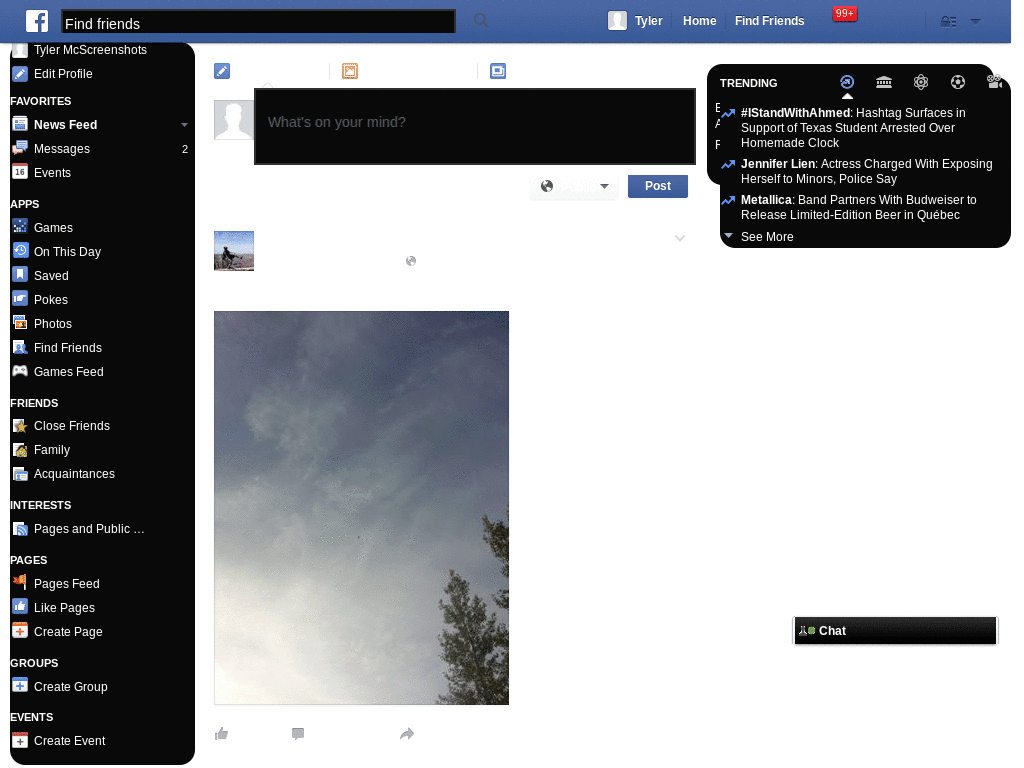 f
Find friends
Tyler
Home
Find Friends
99+
Tyler McScreenshots
Edit Profile
FAVORITES
News Feed
Messages 2
16 Events
APPS
Games
On This Day
Saved
Pokes
Photos
Find Friends
Games Feed
FRIENDS
Close Friends
Family
Acquaintances
INTERESTS
Pages and Public ...
PAGES
Pages Feed
Like Pages
Create Page
GROUPS
Create Group
EVENTS
Create Event
What's on your mind?
Public
Post
TRENDING
#IStandWithAhmed: Hashtag Surfaces in
Support of Texas Student Arrested Over
Homemade Clock
Jennifer Lien: Actress Charged With Exposing
Herself to Minors, Police Say
Metallica: Band Partners With Budweiser to
Release Limited-Edition Beer in Québec
See More
Chat